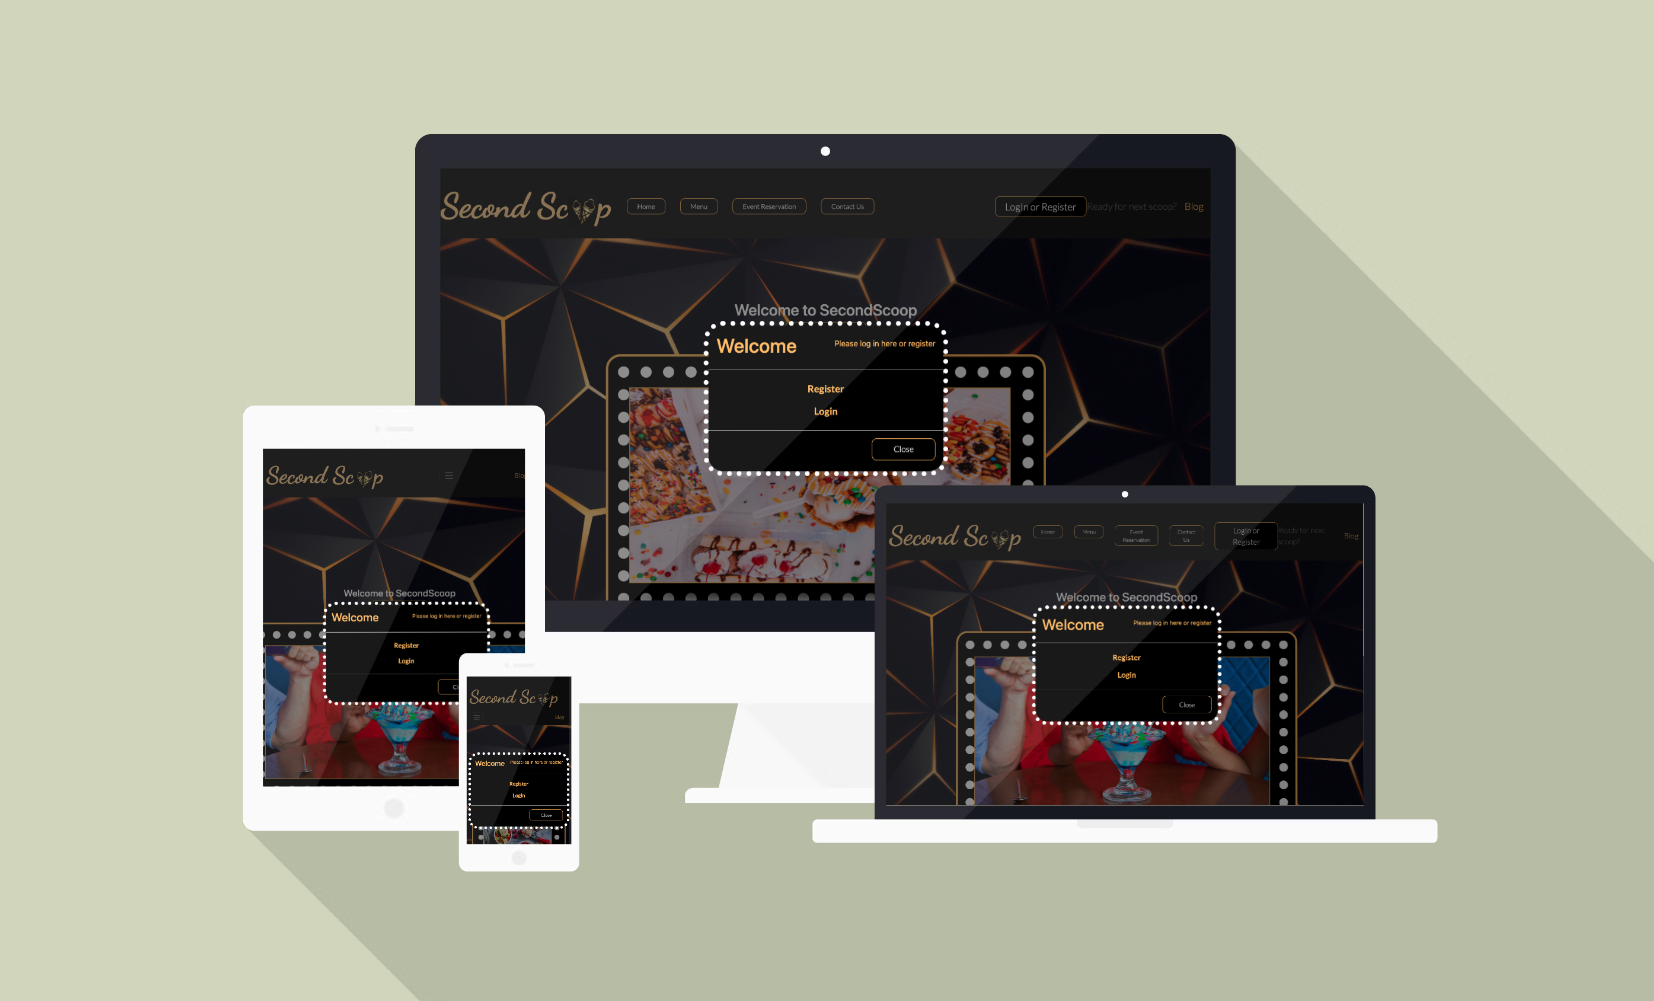 Second Scoop
Home
Menu
Event Reservation
Contact Us
Login or Register
Ready for next scoop?
Blog
Welcome to SecondScoop
Welcome
Please log in here or register
Register
Login
Close
Second Scoop
Blog
Welcome to SecondScoop
Welcome
Please log in here or register
Register
Login
Second Scoop
Blog
Welcome
Please log in here or register
Register
Login
Close
Second Scoop
Home
Menu
Event
Reservation
Contact
Us
Login or
Register
Ready for next
scoop?
Blog
Welcome to SecondScoop
Welcome
Please log in here or register
Register
Login
Close